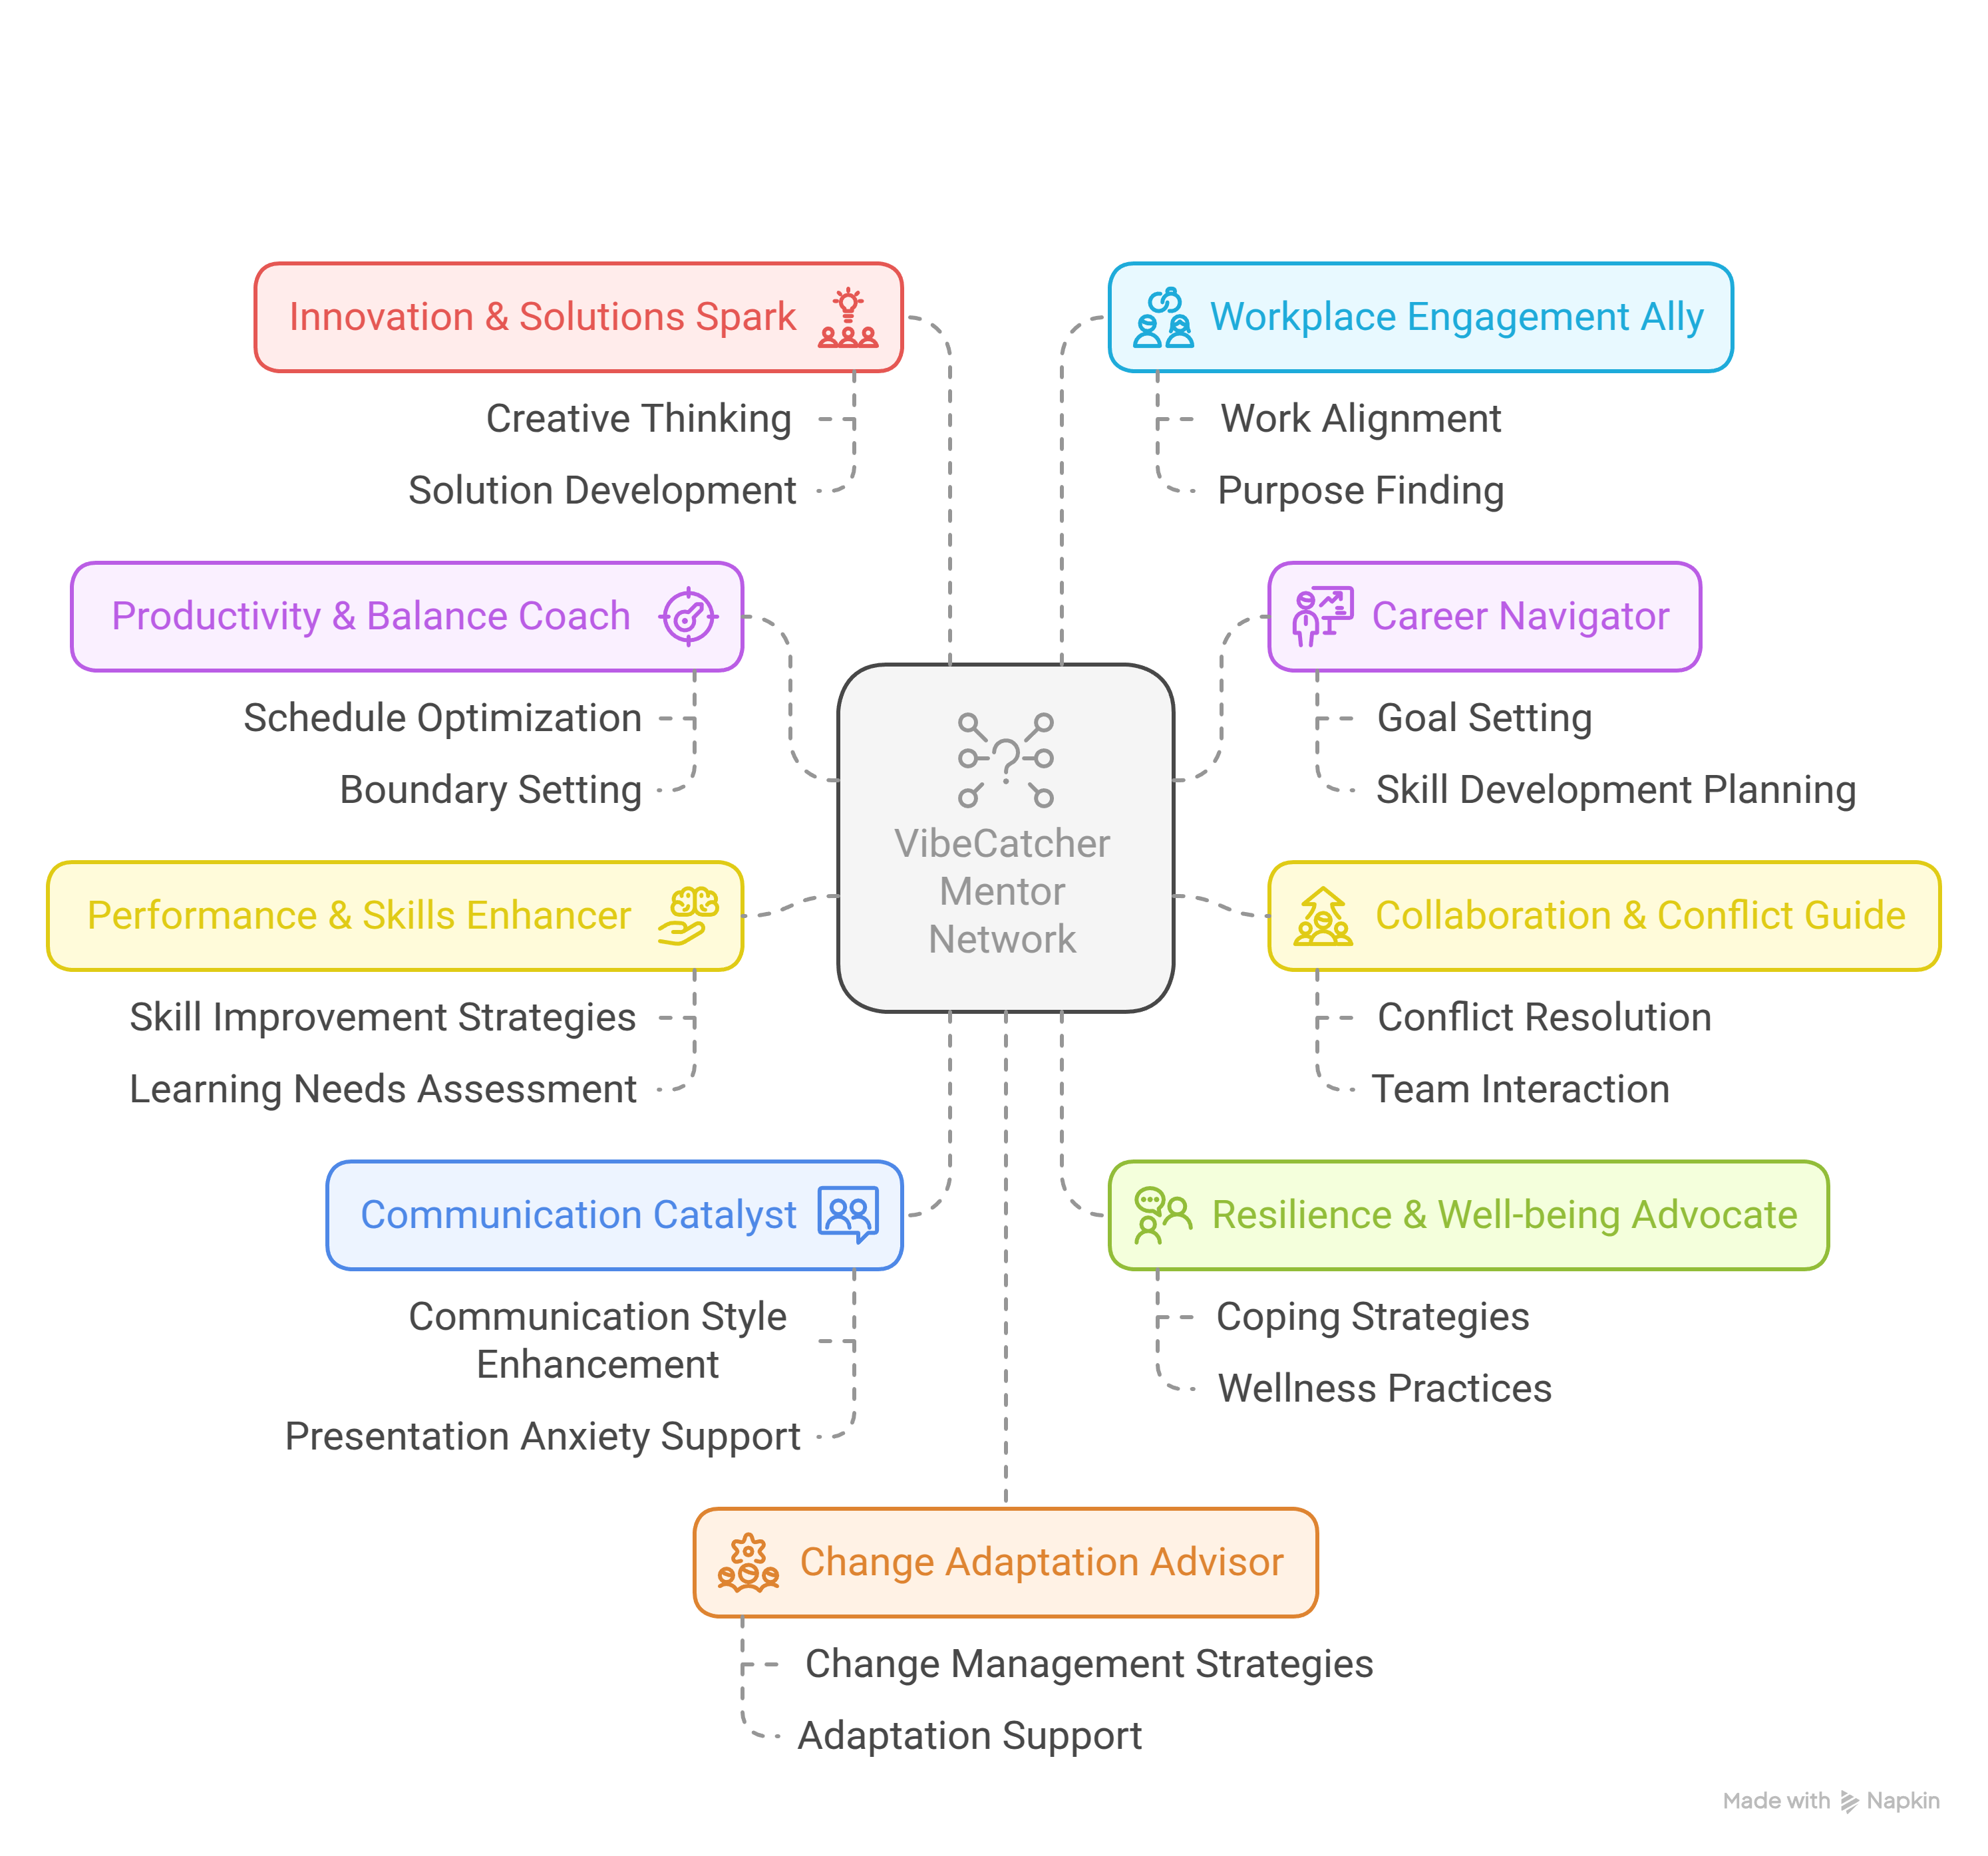 Innovation & Solutions Spark
Creative Thinking
Solution Development
Workplace Engagement Ally
Work Alignment
Purpose Finding
Productivity & Balance Coach
Schedule Optimization
Boundary Setting
Career Navigator
Goal Setting
Skill Development Planning
VibeCatcher
Mentor
Network
Performance & Skills Enhancer
Skill Improvement Strategies
Learning Needs Assessment
Collaboration & Conflict Guide
Conflict Resolution
Team Interaction
Communication Catalyst
Communication Style
Enhancement
Presentation Anxiety Support
Resilience & Well-being Advocate
Coping Strategies
Wellness Practices
Change Adaptation Advisor
Change Management Strategies
Adaptation Support
Made with Napkin